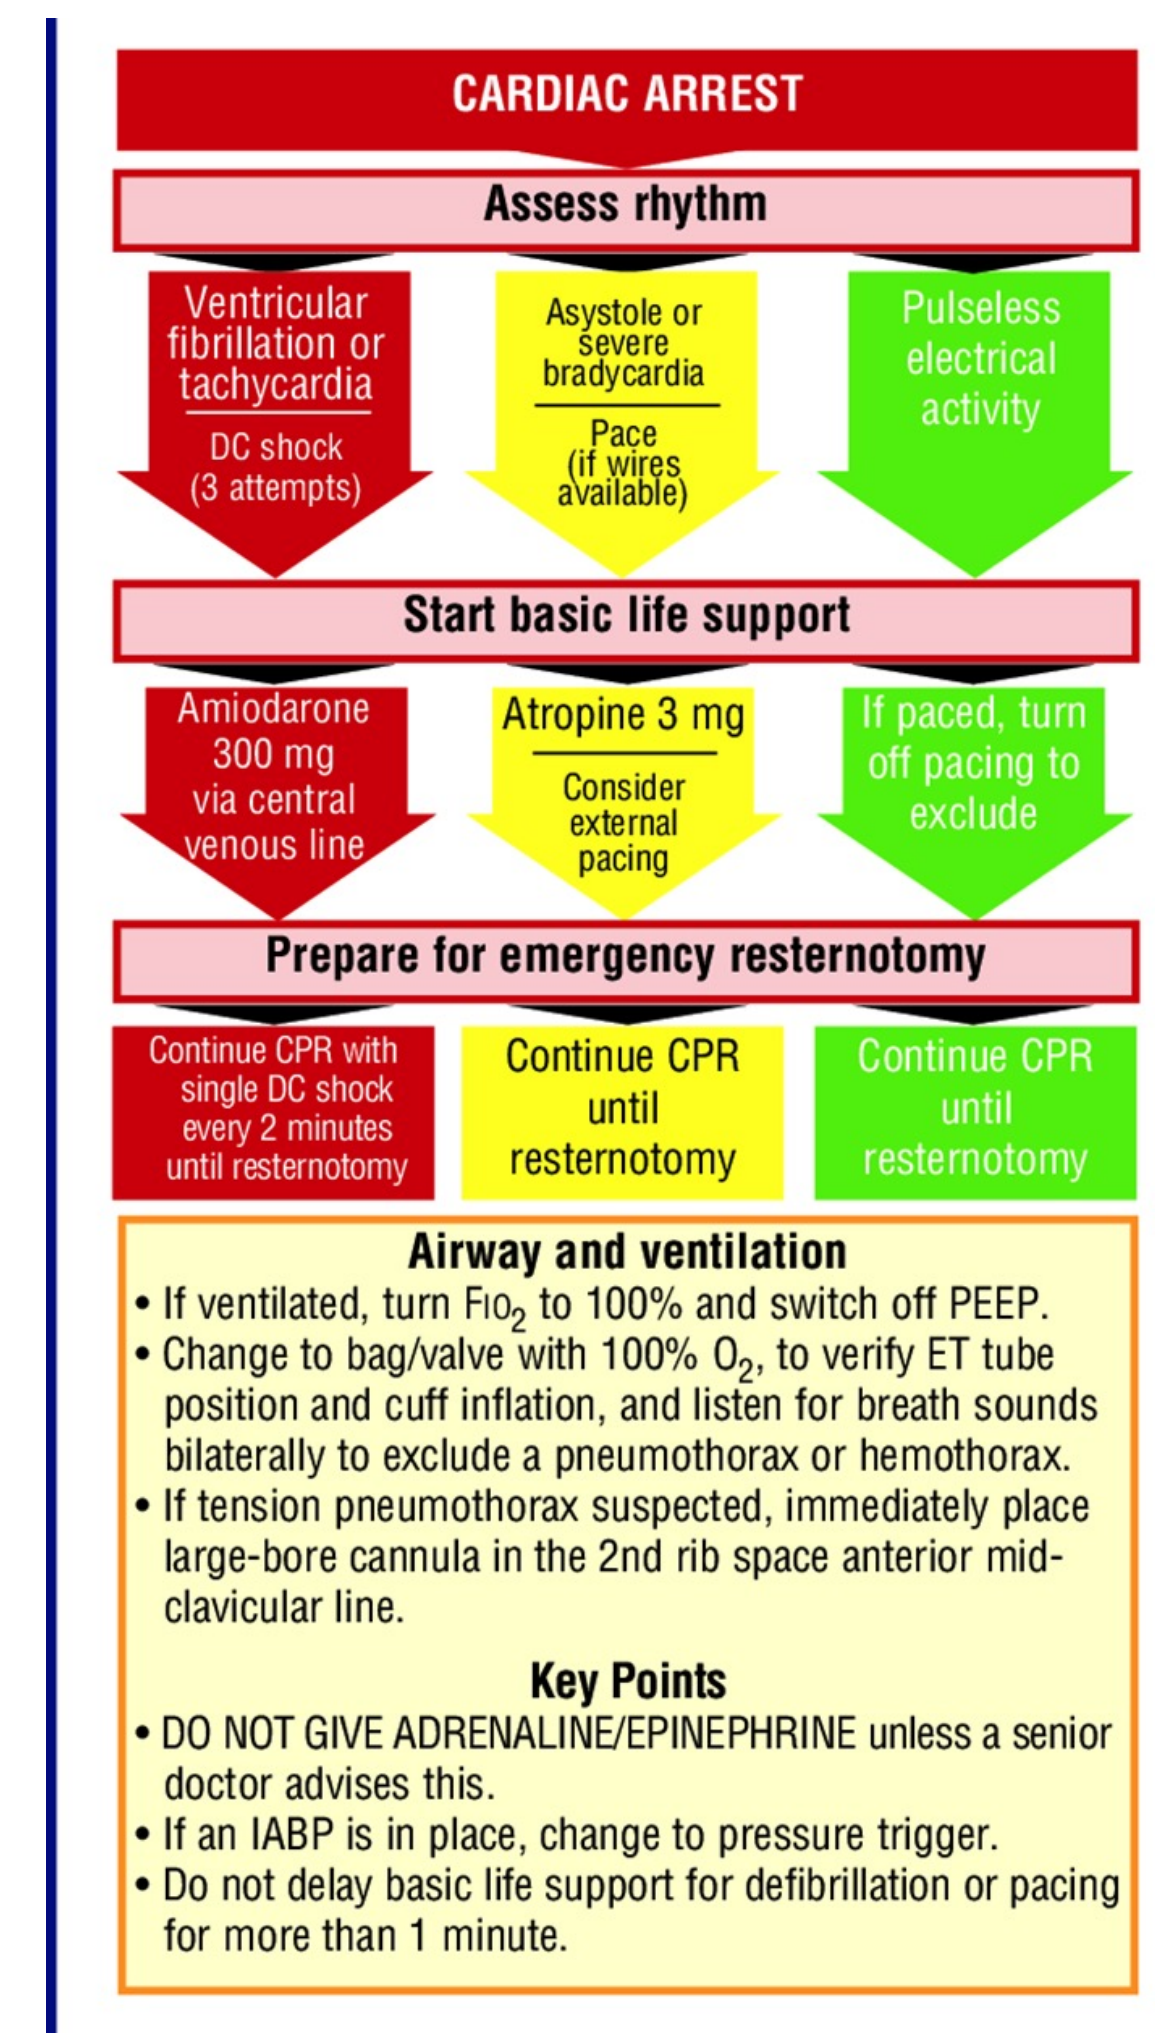 CARDIAC ARREST
Assess rhythm
Ventricular
fibrillation or
tachycardia
DC shock
(3 attempts)
Asystole or
severe
bradycardia
Pace
(if wires
available)
Pulseless
electrical
activity
Start basic life support
Amiodarone
300 mg
via central
venous line
Atropine 3 mg
Consider
external
pacing
If paced, turn
off pacing to
exclude
Prepare for emergency resternotomy
Continue CPR with
single DC shock
every 2 minutes
until resternotomy
Continue CPR
until
resternotomy
Continue CPR
until
resternotomy
Airway and ventilation
• If ventilated, turn FIO₂ to 100% and switch off PEEP.
• Change to bag/valve with 100% O₂, to verify ET tube
position and cuff inflation, and listen for breath sounds
bilaterally to exclude a pneumothorax or hemothorax.
• If tension pneumothorax suspected, immediately place
large-bore cannula in the 2nd rib space anterior mid-
clavicular line.
Key Points
• DO NOT GIVE ADRENALINE/EPINEPHRINE unless a senior
doctor advises this.
• If an IABP is in place, change to pressure trigger.
• Do not delay basic life support for defibrillation or pacing
for more than 1 minute.